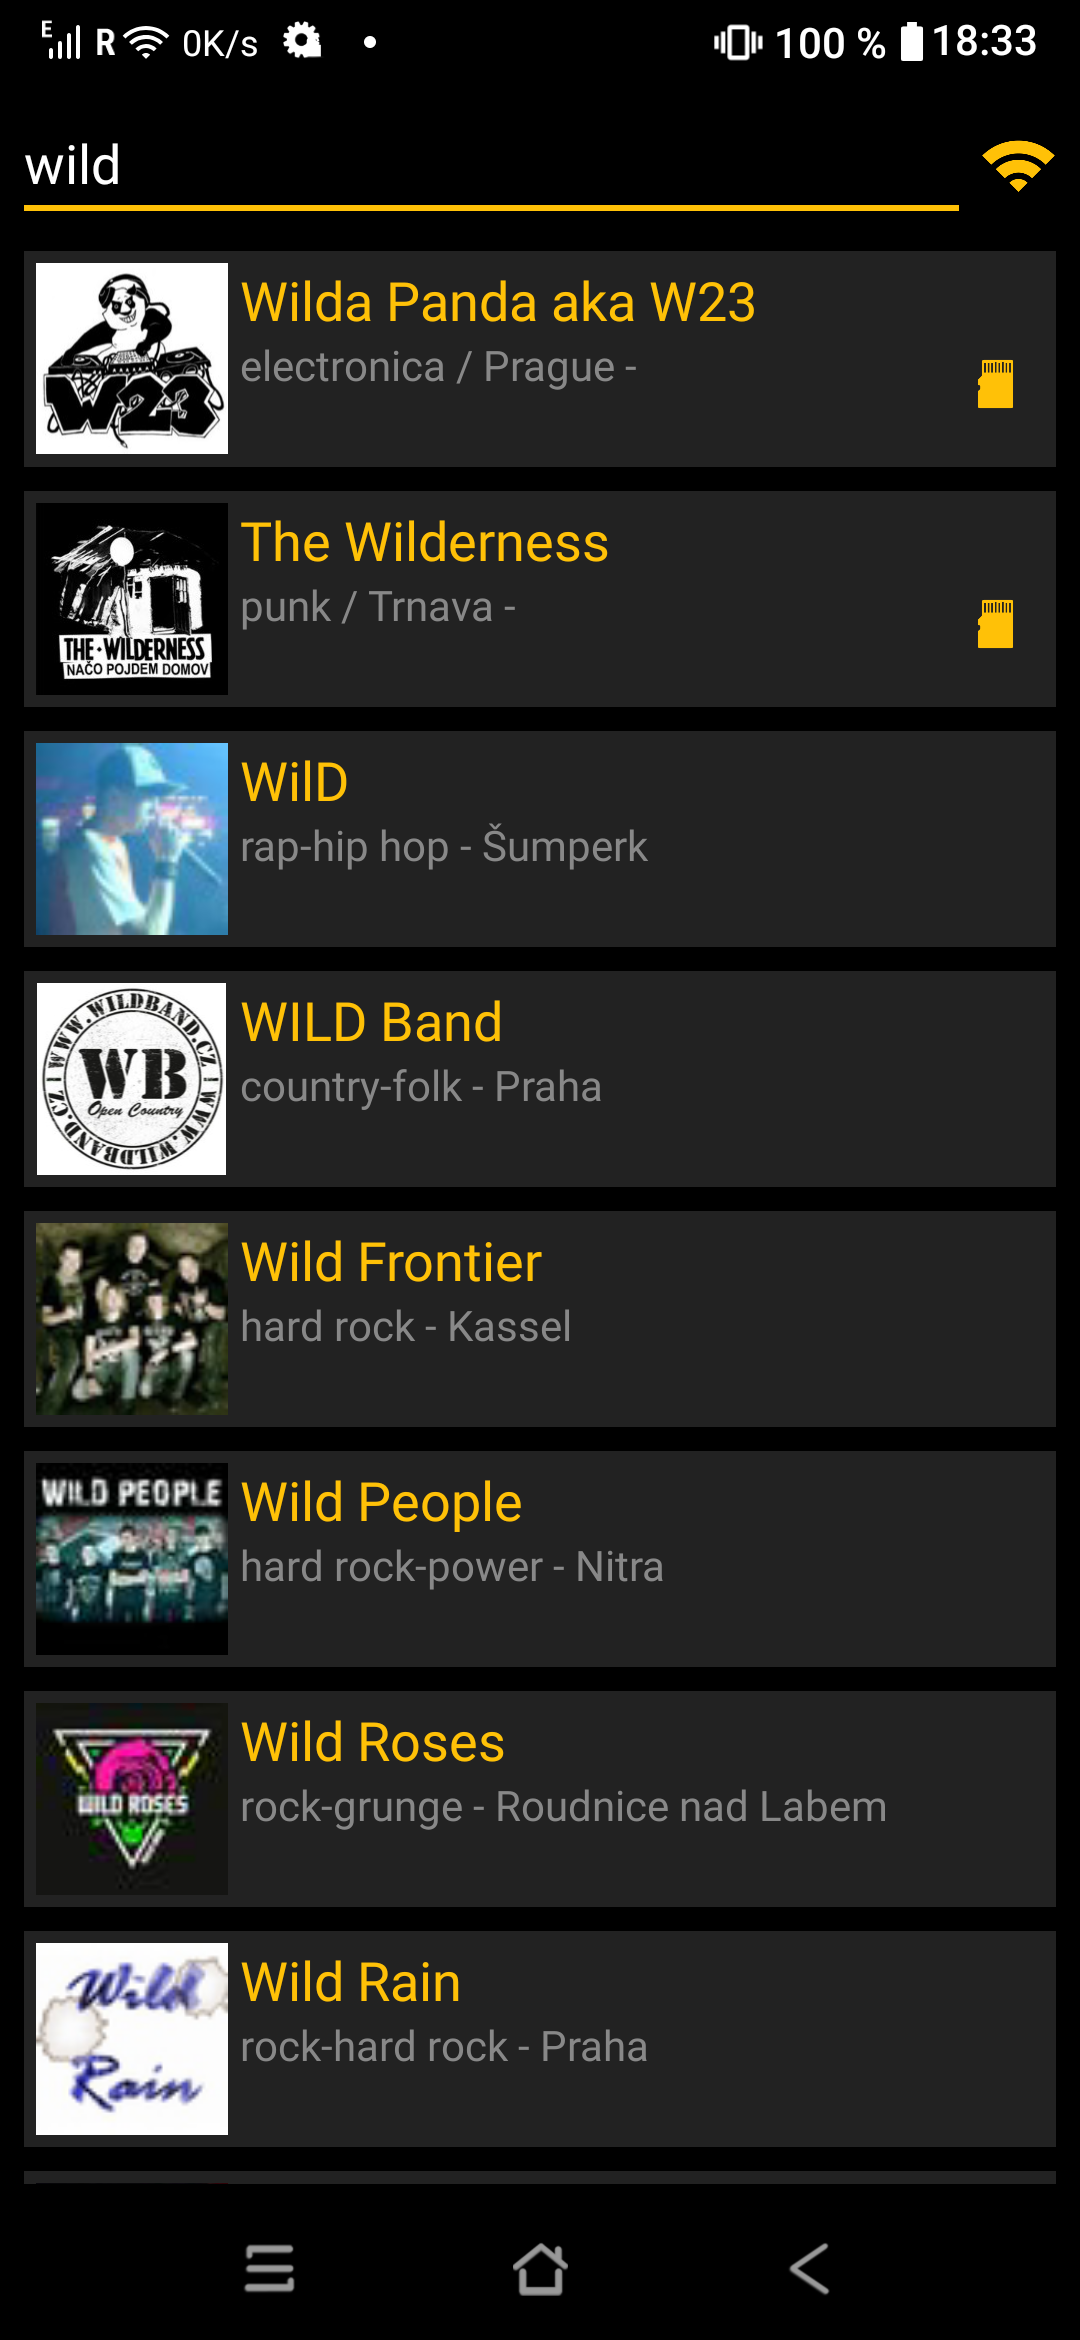 E R 0K/s 100 % 18:33
wild
W23
Wilda Panda aka W23
electronica / Prague -
THE·WILDERNESS
NAČO POJDEM DOMOV
The Wilderness
punk / Trnava -
WilD
rap-hip hop - Šumperk
WWW.WILDBAND.CZ | WWW.WILDBAND.CZ |
WB
Open Country
WILD Band
country-folk - Praha
Wild Frontier
hard rock - Kassel
WILD PEOPLE
Wild People
hard rock-power - Nitra
WILD ROSES
Wild Roses
rock-grunge - Roudnice nad Labem
Wild
Rain
Wild Rain
rock-hard rock - Praha